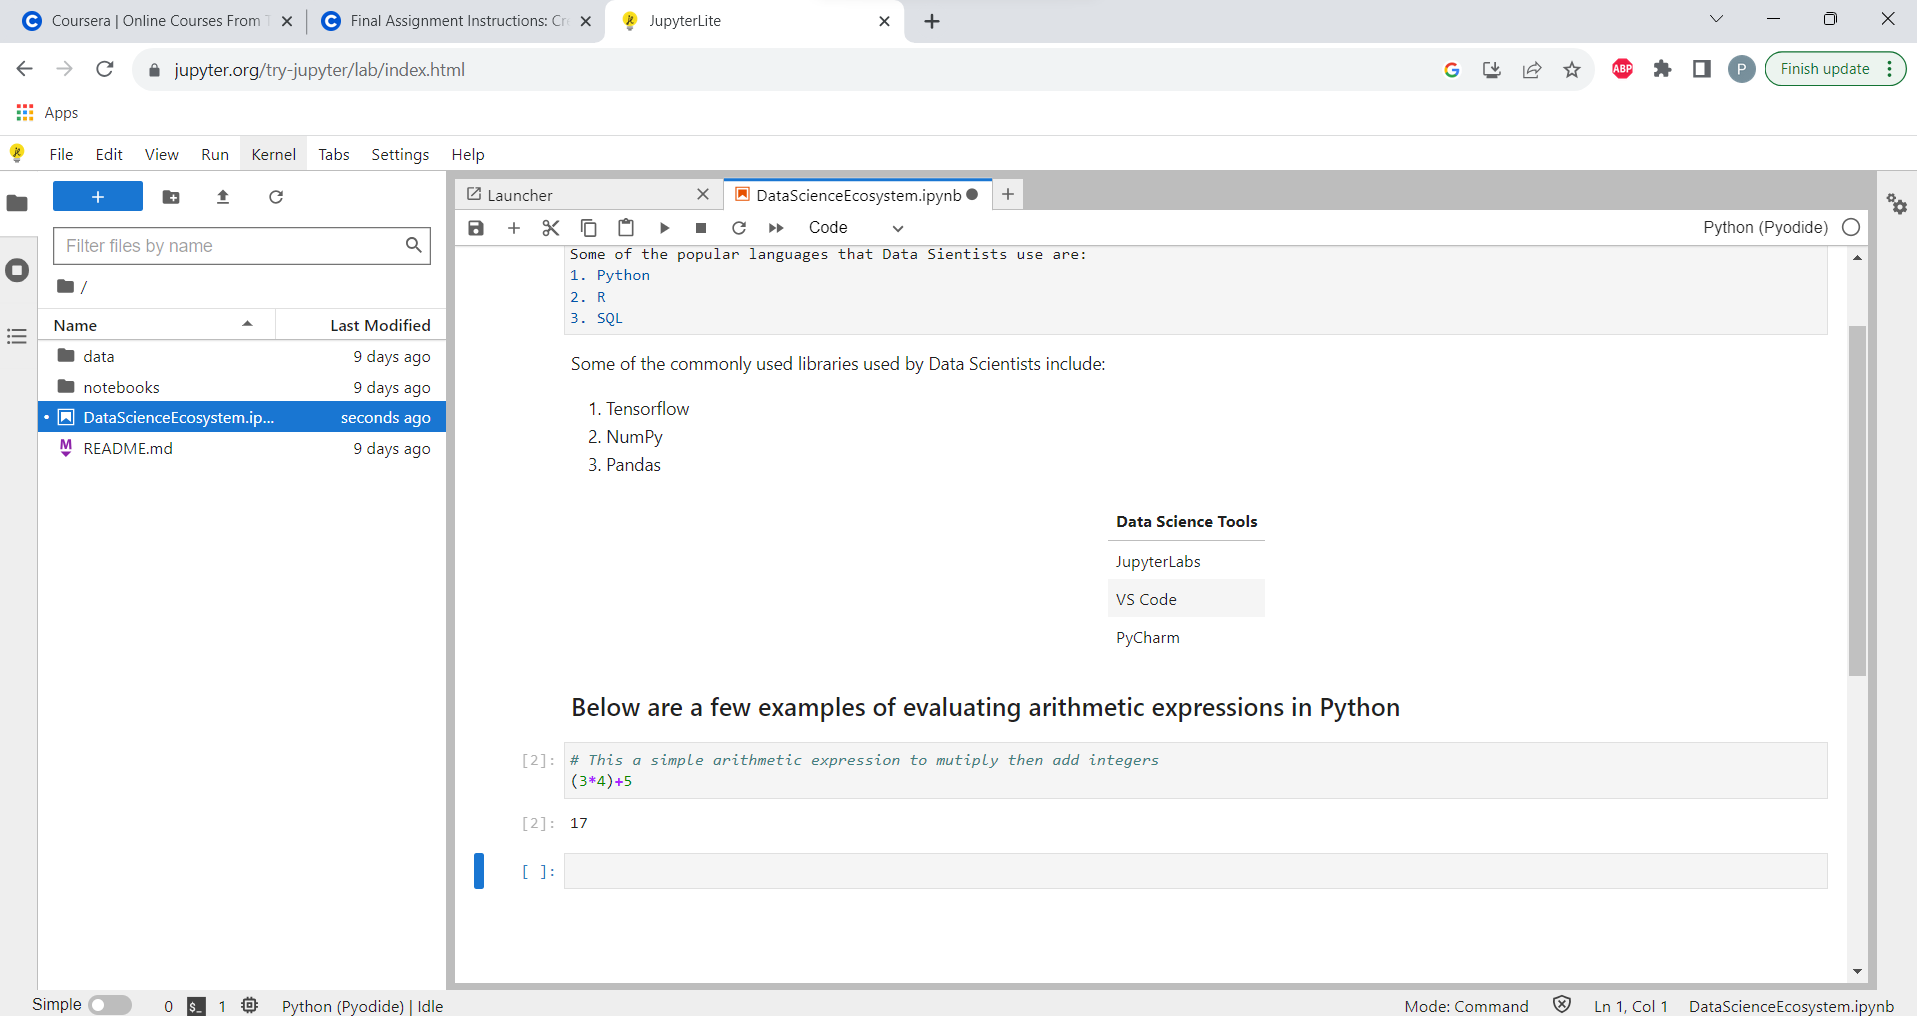 Coursera | Online Courses From T
Final Assignment Instructions: Cre
JupyterLite
jupyter.org/try-jupyter/lab/index.html
ABP
P
Finish update
Apps
File Edit View Run Kernel Tabs Settings Help
Filter files by name
/
Name Last Modified
data 9 days ago
notebooks 9 days ago
DataScienceEcosystem.ip... seconds ago
README.md 9 days ago
Launcher
DataScienceEcosystem.ipynb
Code
Python (Pyodide)
Some of the popular languages that Data Sientists use are:
1. Python
2. R
3. SQL
Some of the commonly used libraries used by Data Scientists include:
1. Tensorflow
2. NumPy
3. Pandas
Data Science Tools
JupyterLabs
VS Code
PyCharm
Below are a few examples of evaluating arithmetic expressions in Python
[2]: # This a simple arithmetic expression to mutiply then add integers
(3*4)+5
[2]: 17
[ ]:
Simple 0 $_ 1 Python (Pyodide) | Idle
Mode: Command Ln 1, Col 1 DataScienceEcosystem.ipynb